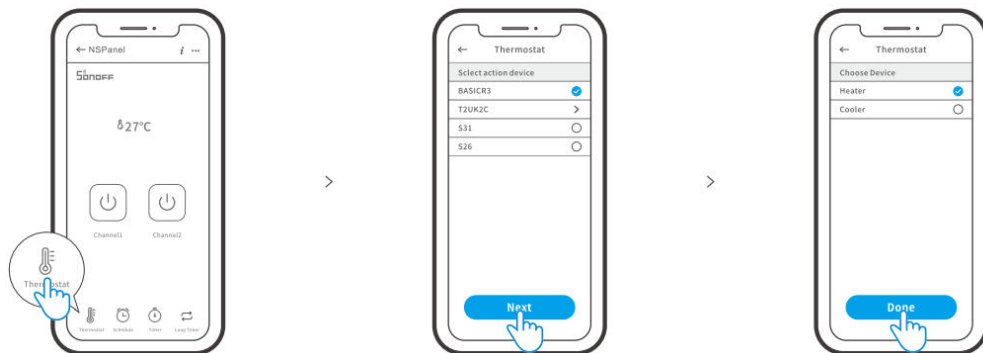 ← NSPanel i ···
SONOFF
27°C
Channel1 Channel2
Thermostat
Thermostat Schedule Timer Loop Timer
>
← Thermostat
Sclect action device
BASICR3
T2UK2C >
S31
S26
Next
>
← Thermostat
Choose Device
Heater
Cooler
Done